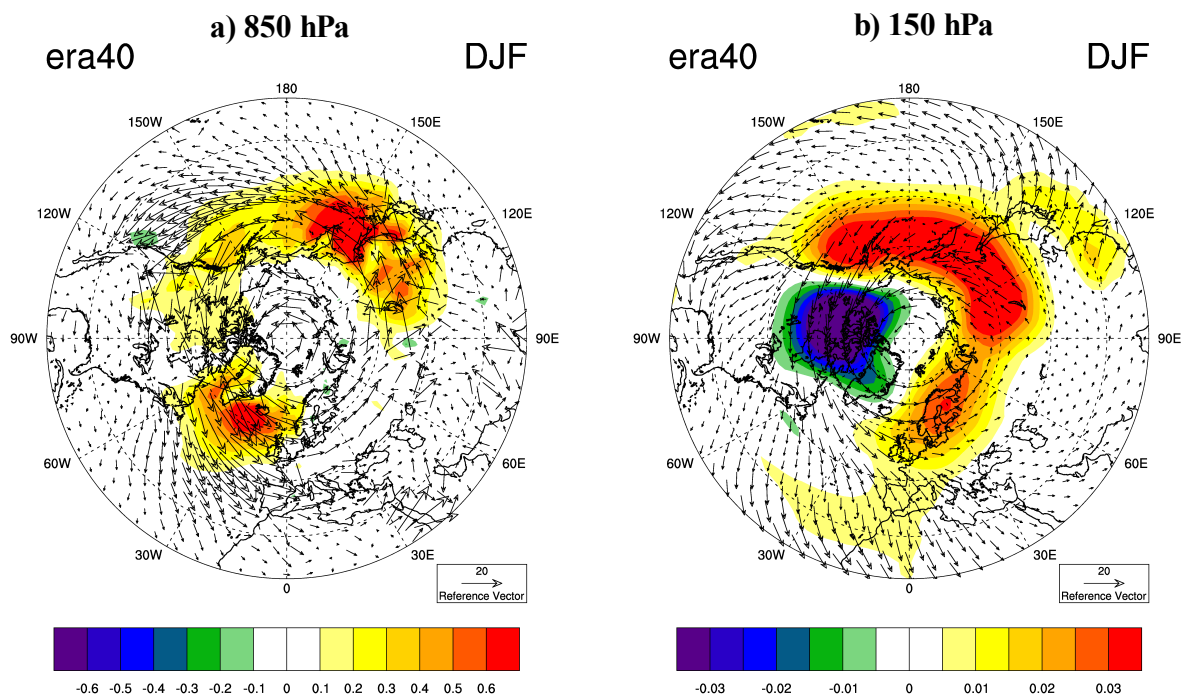 a) 850 hPa
era40 DJF
180
150W 150E
120W 120E
90W 90E
60W 60E
30W 30E
0
20
Reference Vector
-0.6 -0.5 -0.4 -0.3 -0.2 -0.1 0 0.1 0.2 0.3 0.4 0.5 0.6
b) 150 hPa
era40 DJF
180
150W 150E
120W 120E
90W 90E
60W 60E
30W 30E
0
20
Reference Vector
-0.03 -0.02 -0.01 0 0.01 0.02 0.03